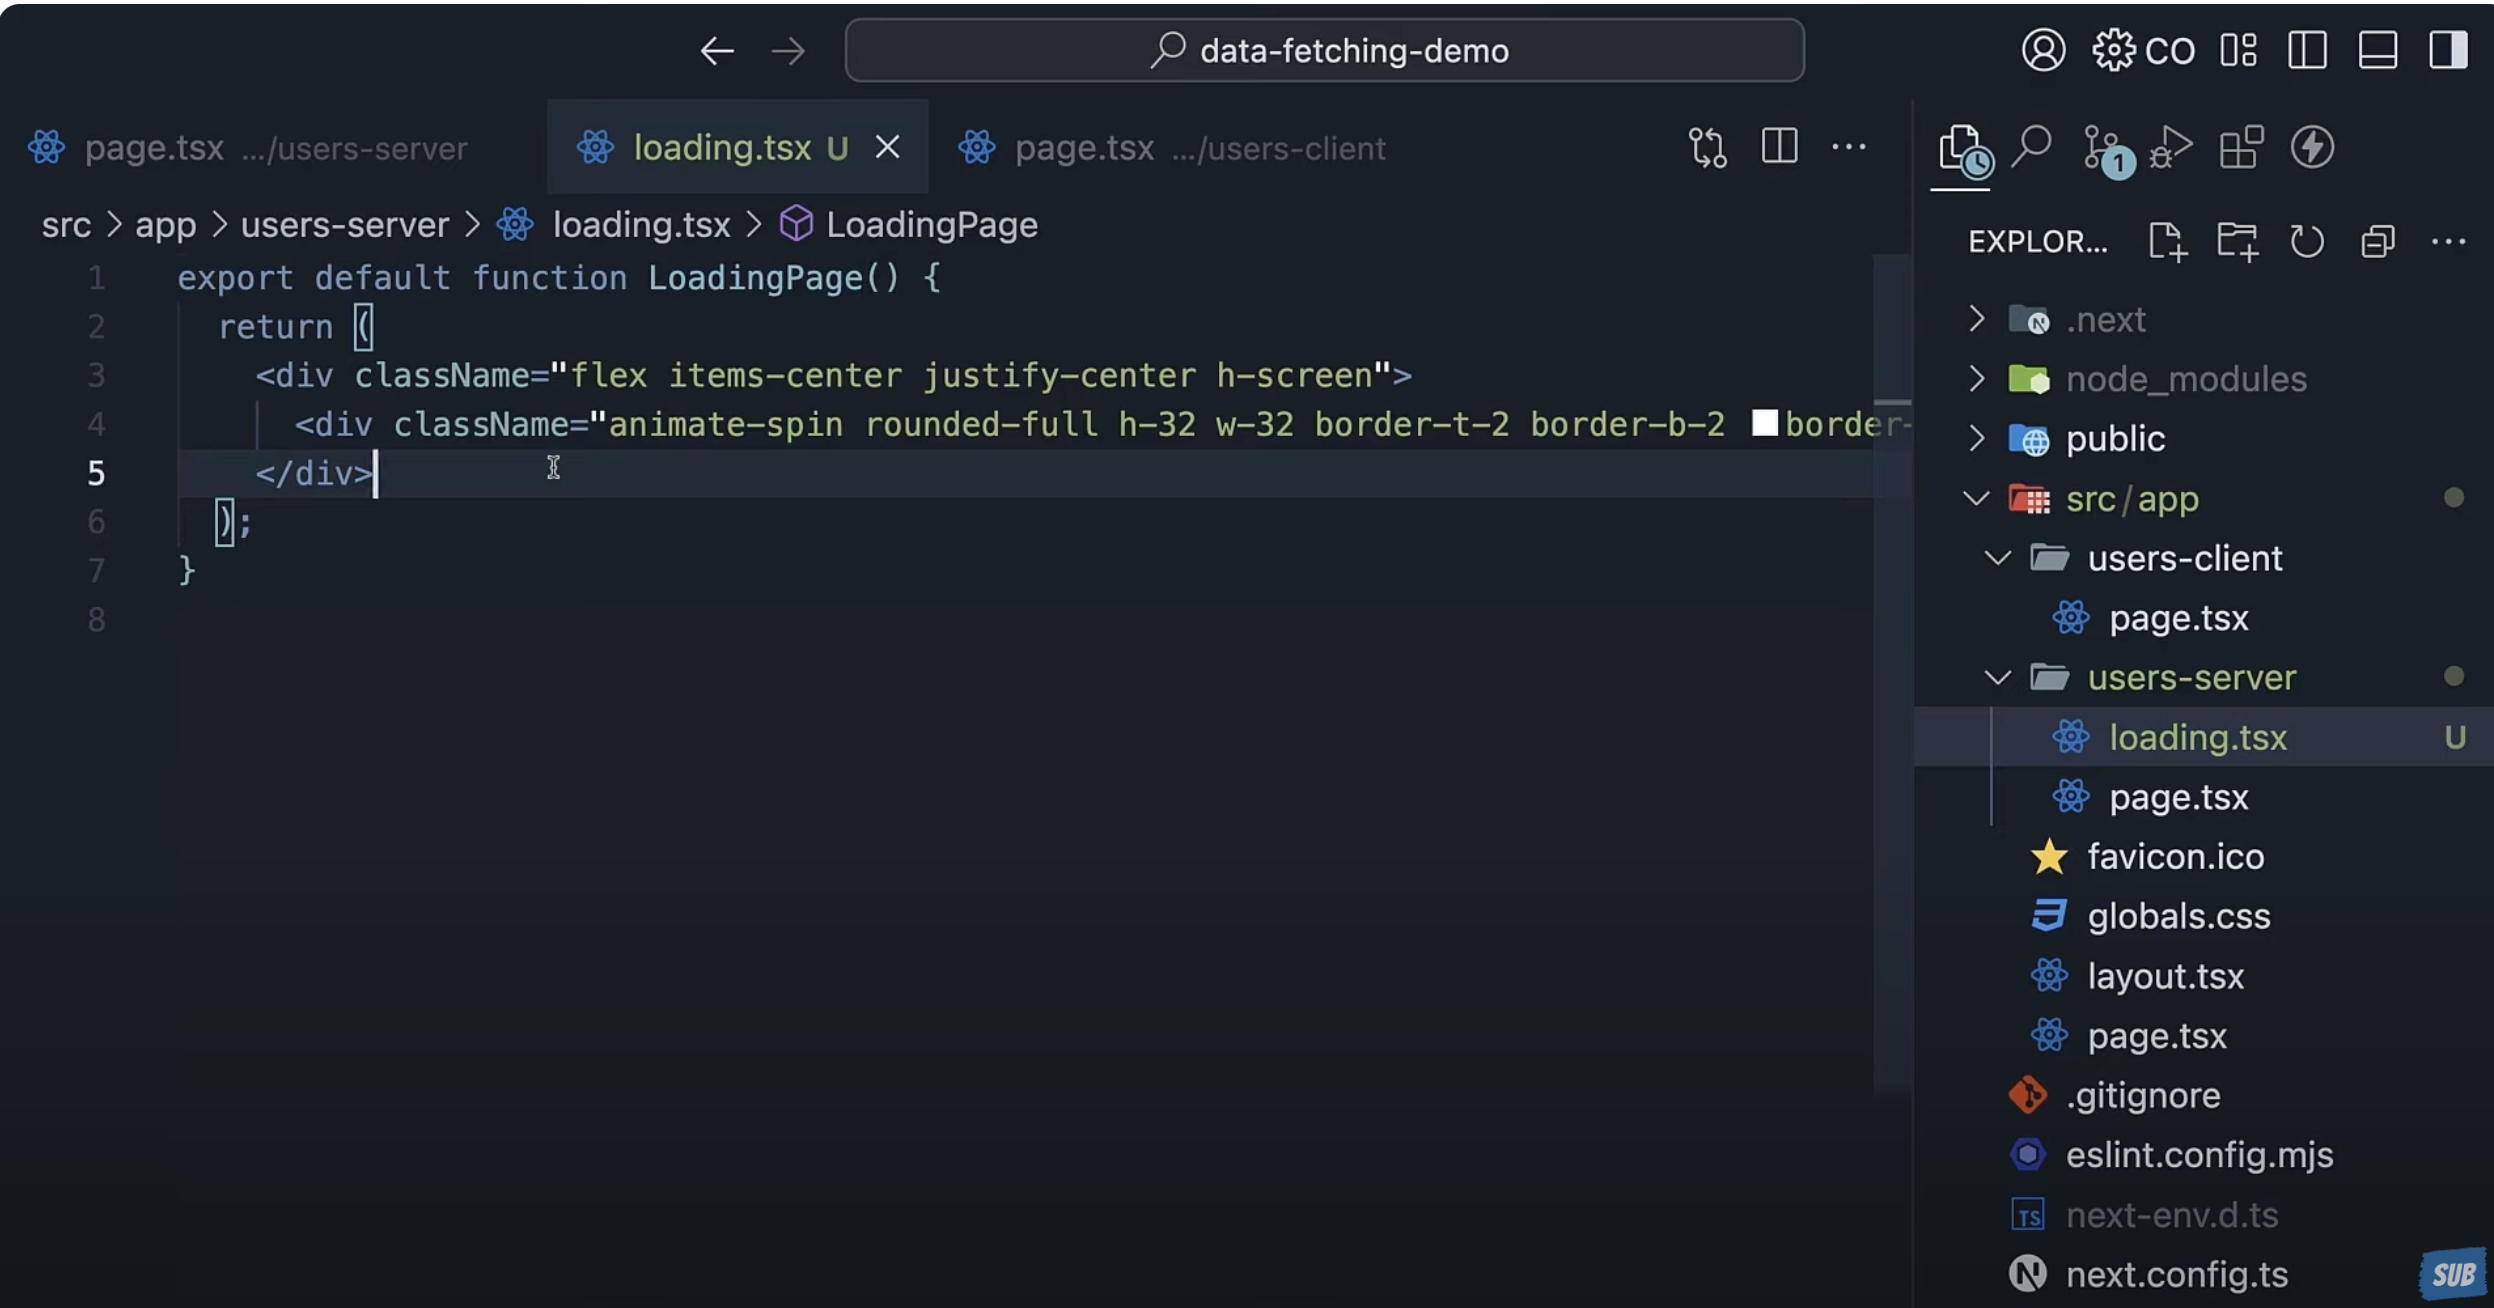 data-fetching-demo
CO
page.tsx .../users-server
loading.tsx U
page.tsx .../users-client
1
src > app > users-server > loading.tsx > LoadingPage
EXPLOR...
1 export default function LoadingPage() {
2 return (
3 <div className="flex items-center justify-center h-screen">
4 <div className="animate-spin rounded-full h-32 w-32 border-t-2 border-b-2 border-
5 </div>
6 );
7 }
8
.next
node_modules
public
src/app
users-client
page.tsx
users-server
loading.tsx U
page.tsx
favicon.ico
globals.css
layout.tsx
page.tsx
.gitignore
eslint.config.mjs
TS next-env.d.ts
N next.config.ts
SUB